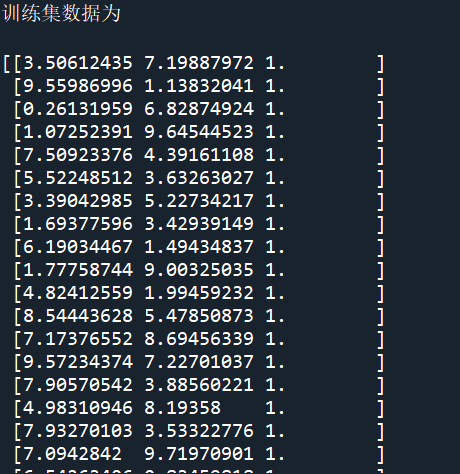 训练集数据为
[[3.50612435 7.19887972 1.        ]
 [9.55986996 1.13832041 1.        ]
 [0.26131959 6.82874924 1.        ]
 [1.07252391 9.64544523 1.        ]
 [7.50923376 4.39161108 1.        ]
 [5.52248512 3.63263027 1.        ]
 [3.39042985 5.22734217 1.        ]
 [1.69377596 3.42939149 1.        ]
 [6.19034467 1.49434837 1.        ]
 [1.77758744 9.00325035 1.        ]
 [4.82412559 1.99459232 1.        ]
 [8.54443628 5.47850873 1.        ]
 [7.17376552 8.69456339 1.        ]
 [9.57234374 7.22701037 1.        ]
 [7.90570542 3.88560221 1.        ]
 [4.98310946 8.19358    1.        ]
 [7.93270103 3.53322776 1.        ]
 [7.0942842  9.71970901 1.        ]